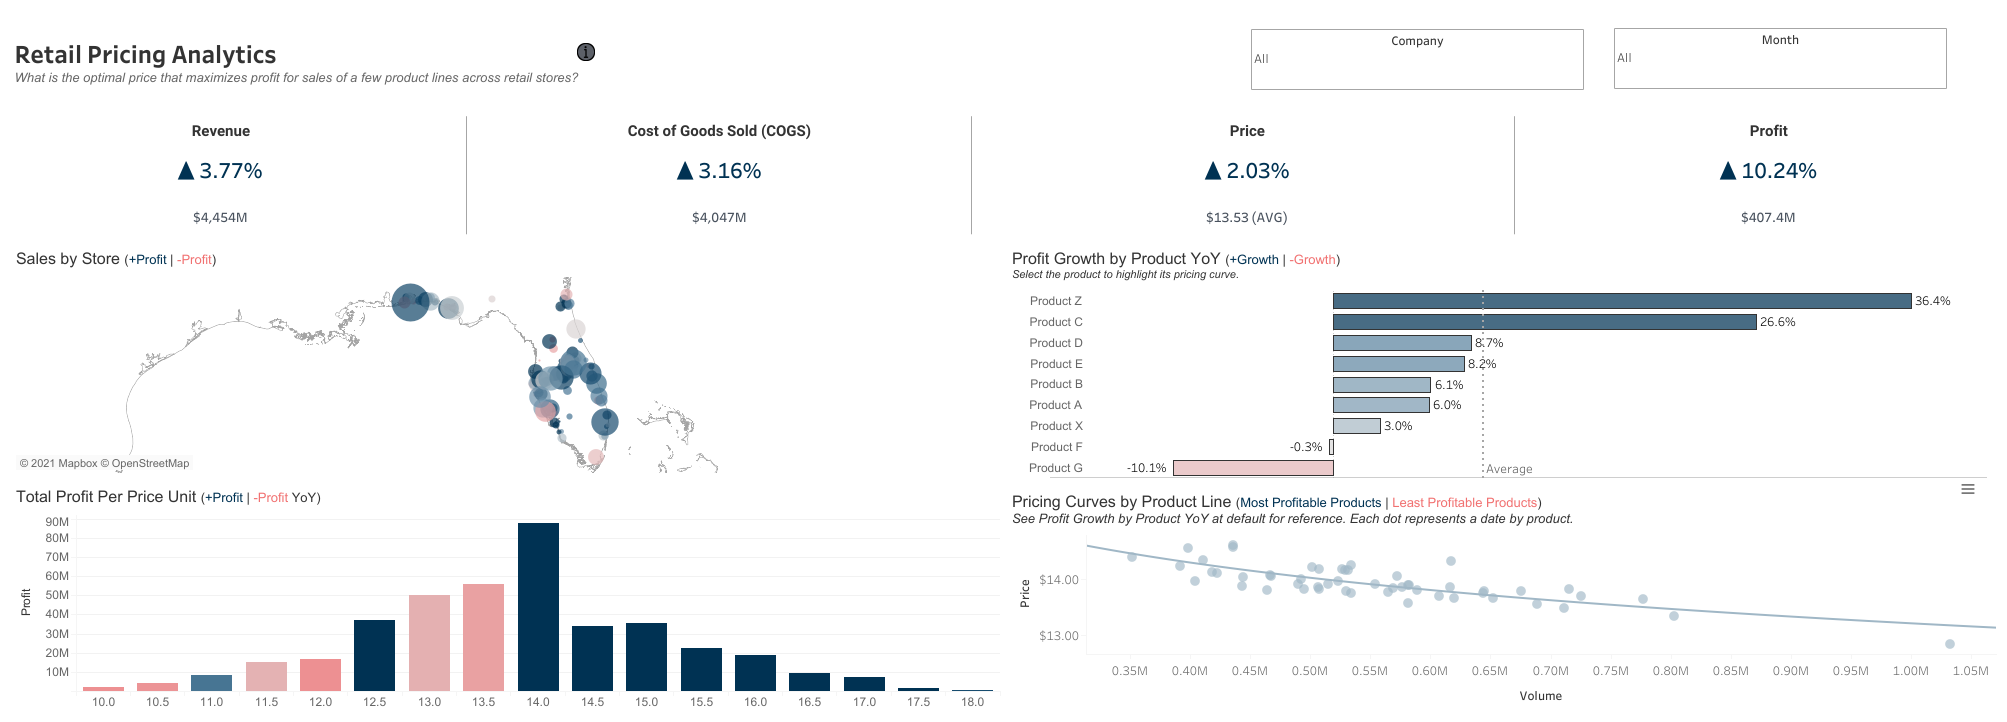 Retail Pricing Analytics
i
What is the optimal price that maximizes profit for sales of a few product lines across retail stores?
Company
All
Month
All
Revenue
▲ 3.77%
$4,454M
Cost of Goods Sold (COGS)
▲ 3.16%
$4,047M
Price
▲ 2.03%
$13.53 (AVG)
Profit
▲ 10.24%
$407.4M
Sales by Store (+Profit | -Profit)
© 2021 Mapbox © OpenStreetMap
Profit Growth by Product YoY (+Growth | -Growth)
Select the product to highlight its pricing curve.
Product Z 36.4%
Product C 26.6%
Product D 8.7%
Product E 8.2%
Product B 6.1%
Product A 6.0%
Product X 3.0%
Product F -0.3%
Product G -10.1%
Average
Total Profit Per Price Unit (+Profit | -Profit YoY)
Profit
90M
80M
70M
60M
50M
40M
30M
20M
10M
10.0 10.5 11.0 11.5 12.0 12.5 13.0 13.5 14.0 14.5 15.0 15.5 16.0 16.5 17.0 17.5 18.0
Pricing Curves by Product Line (Most Profitable Products | Least Profitable Products)
See Profit Growth by Product YoY at default for reference. Each dot represents a date by product.
Price
$14.00
$13.00
0.35M 0.40M 0.45M 0.50M 0.55M 0.60M 0.65M 0.70M 0.75M 0.80M 0.85M 0.90M 0.95M 1.00M 1.05M
Volume